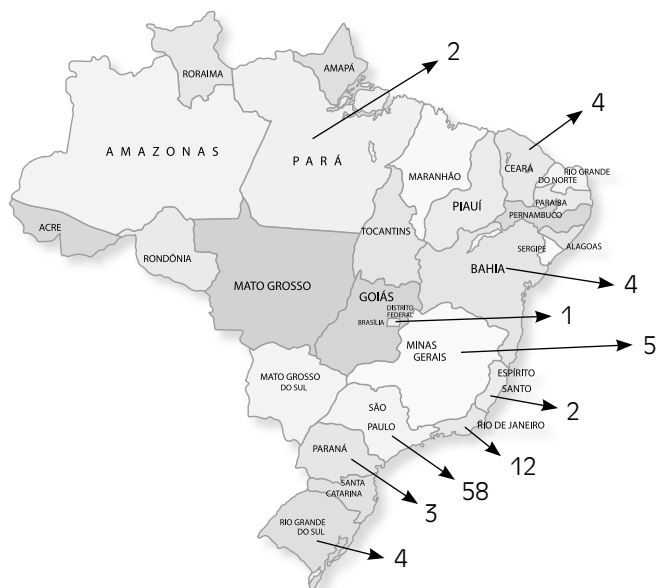 2
RORAIMA
AMAPÁ
4
AMAZONAS
PARÁ
MARANHÃO
CEARÁ
RIO GRANDE
DO NORTE
PARAÍBA
PIAUÍ
PERNAMBUCO
ACRE
TOCANTINS
SERGIPE
ALAGOAS
RONDÔNIA
BAHIA
MATO GROSSO
4
GOIÁS
DISTRITO
FEDERAL
BRASÍLIA
1
MINAS
GERAIS
5
ESPÍRITO
SANTO
MATO GROSSO
DO SUL
2
SÃO
PAULO
RIO DE JANEIRO
12
PARANÁ
58
SANTA
CATARINA
3
RIO GRANDE
DO SUL
4